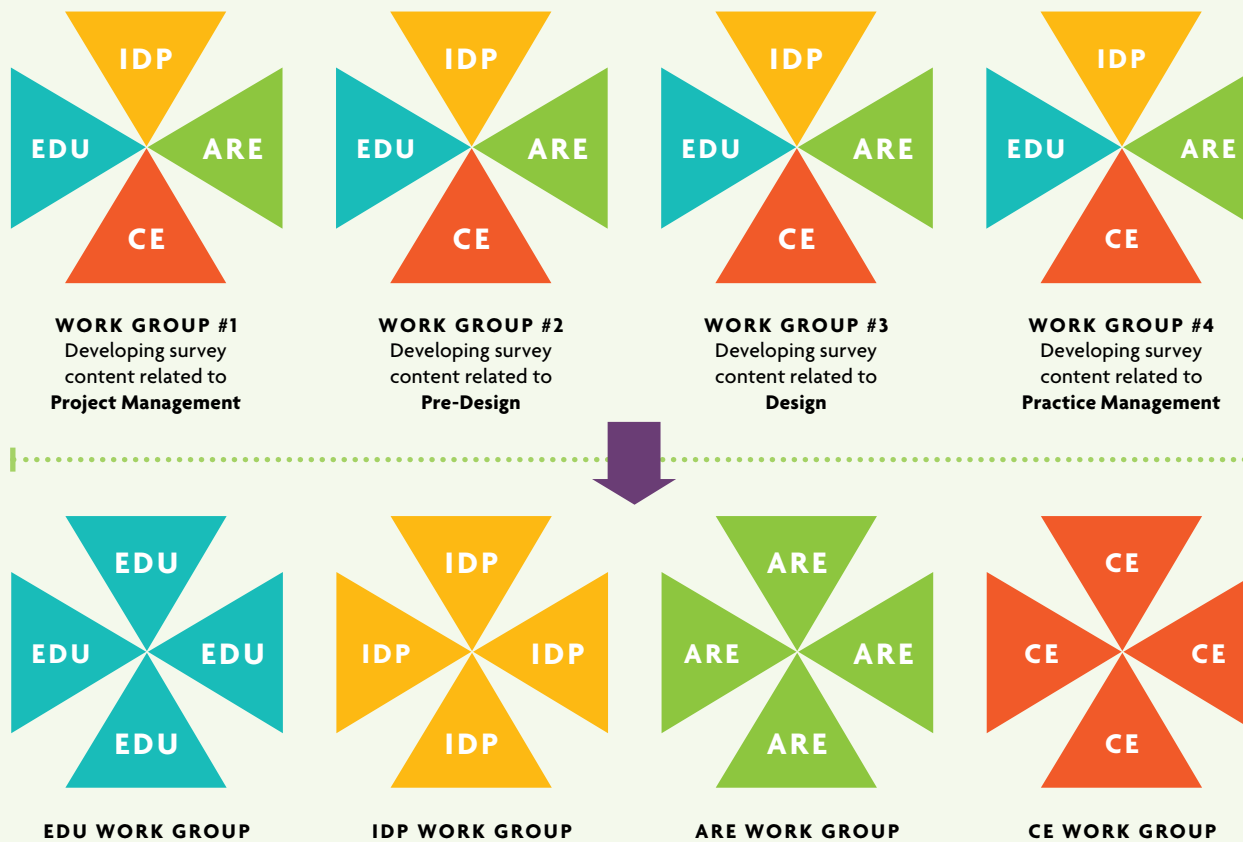 IDP
EDU
ARE
CE
IDP
EDU
ARE
CE
IDP
EDU
ARE
CE
IDP
EDU
ARE
CE
WORK GROUP #1
Developing survey
content related to
Project Management
WORK GROUP #2
Developing survey
content related to
Pre-Design
WORK GROUP #3
Developing survey
content related to
Design
WORK GROUP #4
Developing survey
content related to
Practice Management
EDU
EDU
EDU
EDU
IDP
IDP
IDP
IDP
ARE
ARE
ARE
ARE
CE
CE
CE
CE
EDU WORK GROUP
IDP WORK GROUP
ARE WORK GROUP
CE WORK GROUP